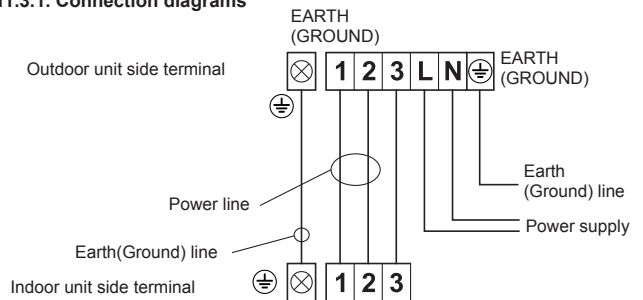 11.3.1. Connection diagrams
EARTH
(GROUND)
Outdoor unit side terminal
1 2 3 L N
EARTH
(GROUND)
Earth
(Ground) line
Power line
Power supply
Earth(Ground) line
Indoor unit side terminal
1 2 3